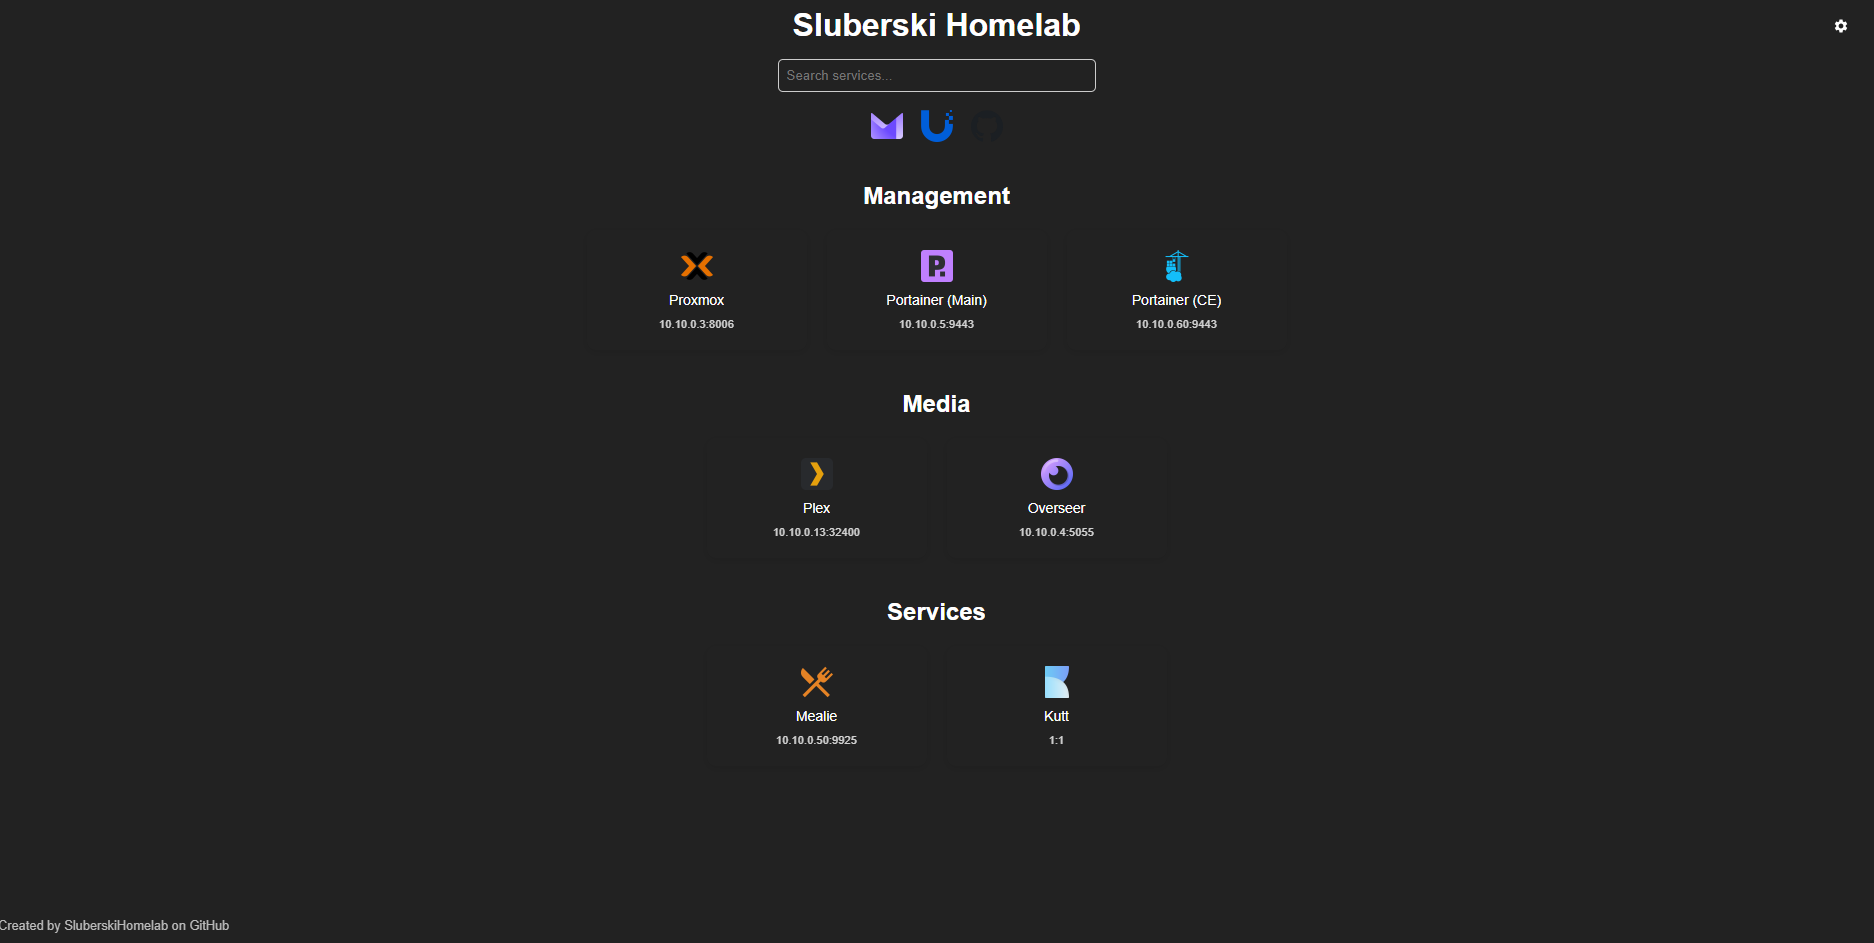 Sluberski Homelab
Search services...
Management
Proxmox
10.10.0.3:8006
Portainer (Main)
10.10.0.5:9443
Portainer (CE)
10.10.0.60:9443
Media
Plex
10.10.0.13:32400
Overseer
10.10.0.4:5055
Services
Mealie
10.10.0.50:9925
Kutt
1:1
Created by SluberskiHomelab on GitHub